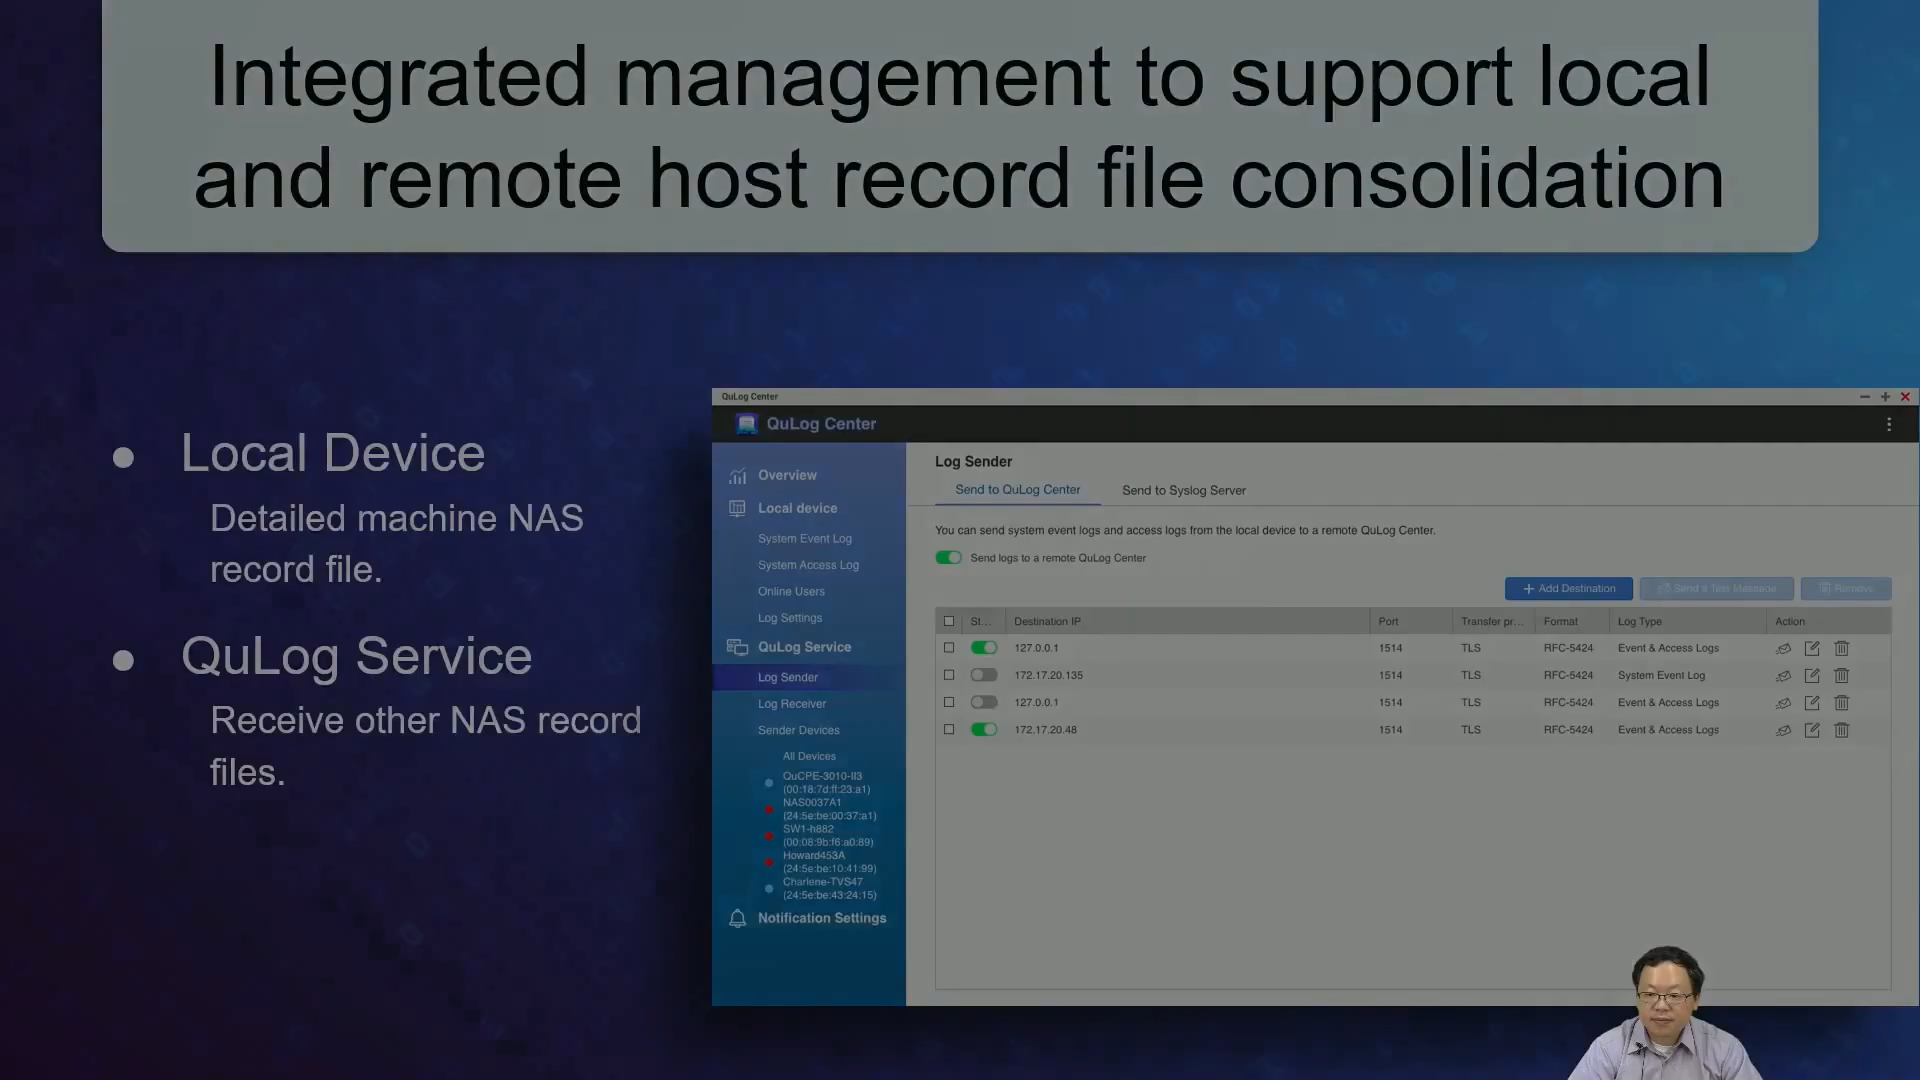 Integrated management to support local
and remote host record file consolidation
● Local Device
Detailed machine NAS
record file.
● QuLog Service
Receive other NAS record
files.
QuLog Center
QuLog Center
Overview
Local device
System Event Log
System Access Log
Online Users
Log Settings
QuLog Service
Log Sender
Log Receiver
Sender Devices
All Devices
QuCPE-3010-II3
(00:18:7d:ff:23:a1)
NAS0037A1
(24:5e:be:00:37:a1)
SW1-h882
(00:08:9b:f6:a0:89)
Howard453A
(24:5e:be:10:41:99)
Charlene-TVS47
(24:5e:be:43:24:15)
Notification Settings
Log Sender
Send to QuLog Center Send to Syslog Server
You can send system event logs and access logs from the local device to a remote QuLog Center.
Send logs to a remote QuLog Center
+ Add Destination Send a Test Message Remove
St... Destination IP Port Transfer pr... Format Log Type Action
127.0.0.1 1514 TLS RFC-5424 Event & Access Logs
172.17.20.135 1514 TLS RFC-5424 System Event Log
127.0.0.1 1514 TLS RFC-5424 Event & Access Logs
172.17.20.48 1514 TLS RFC-5424 Event & Access Logs